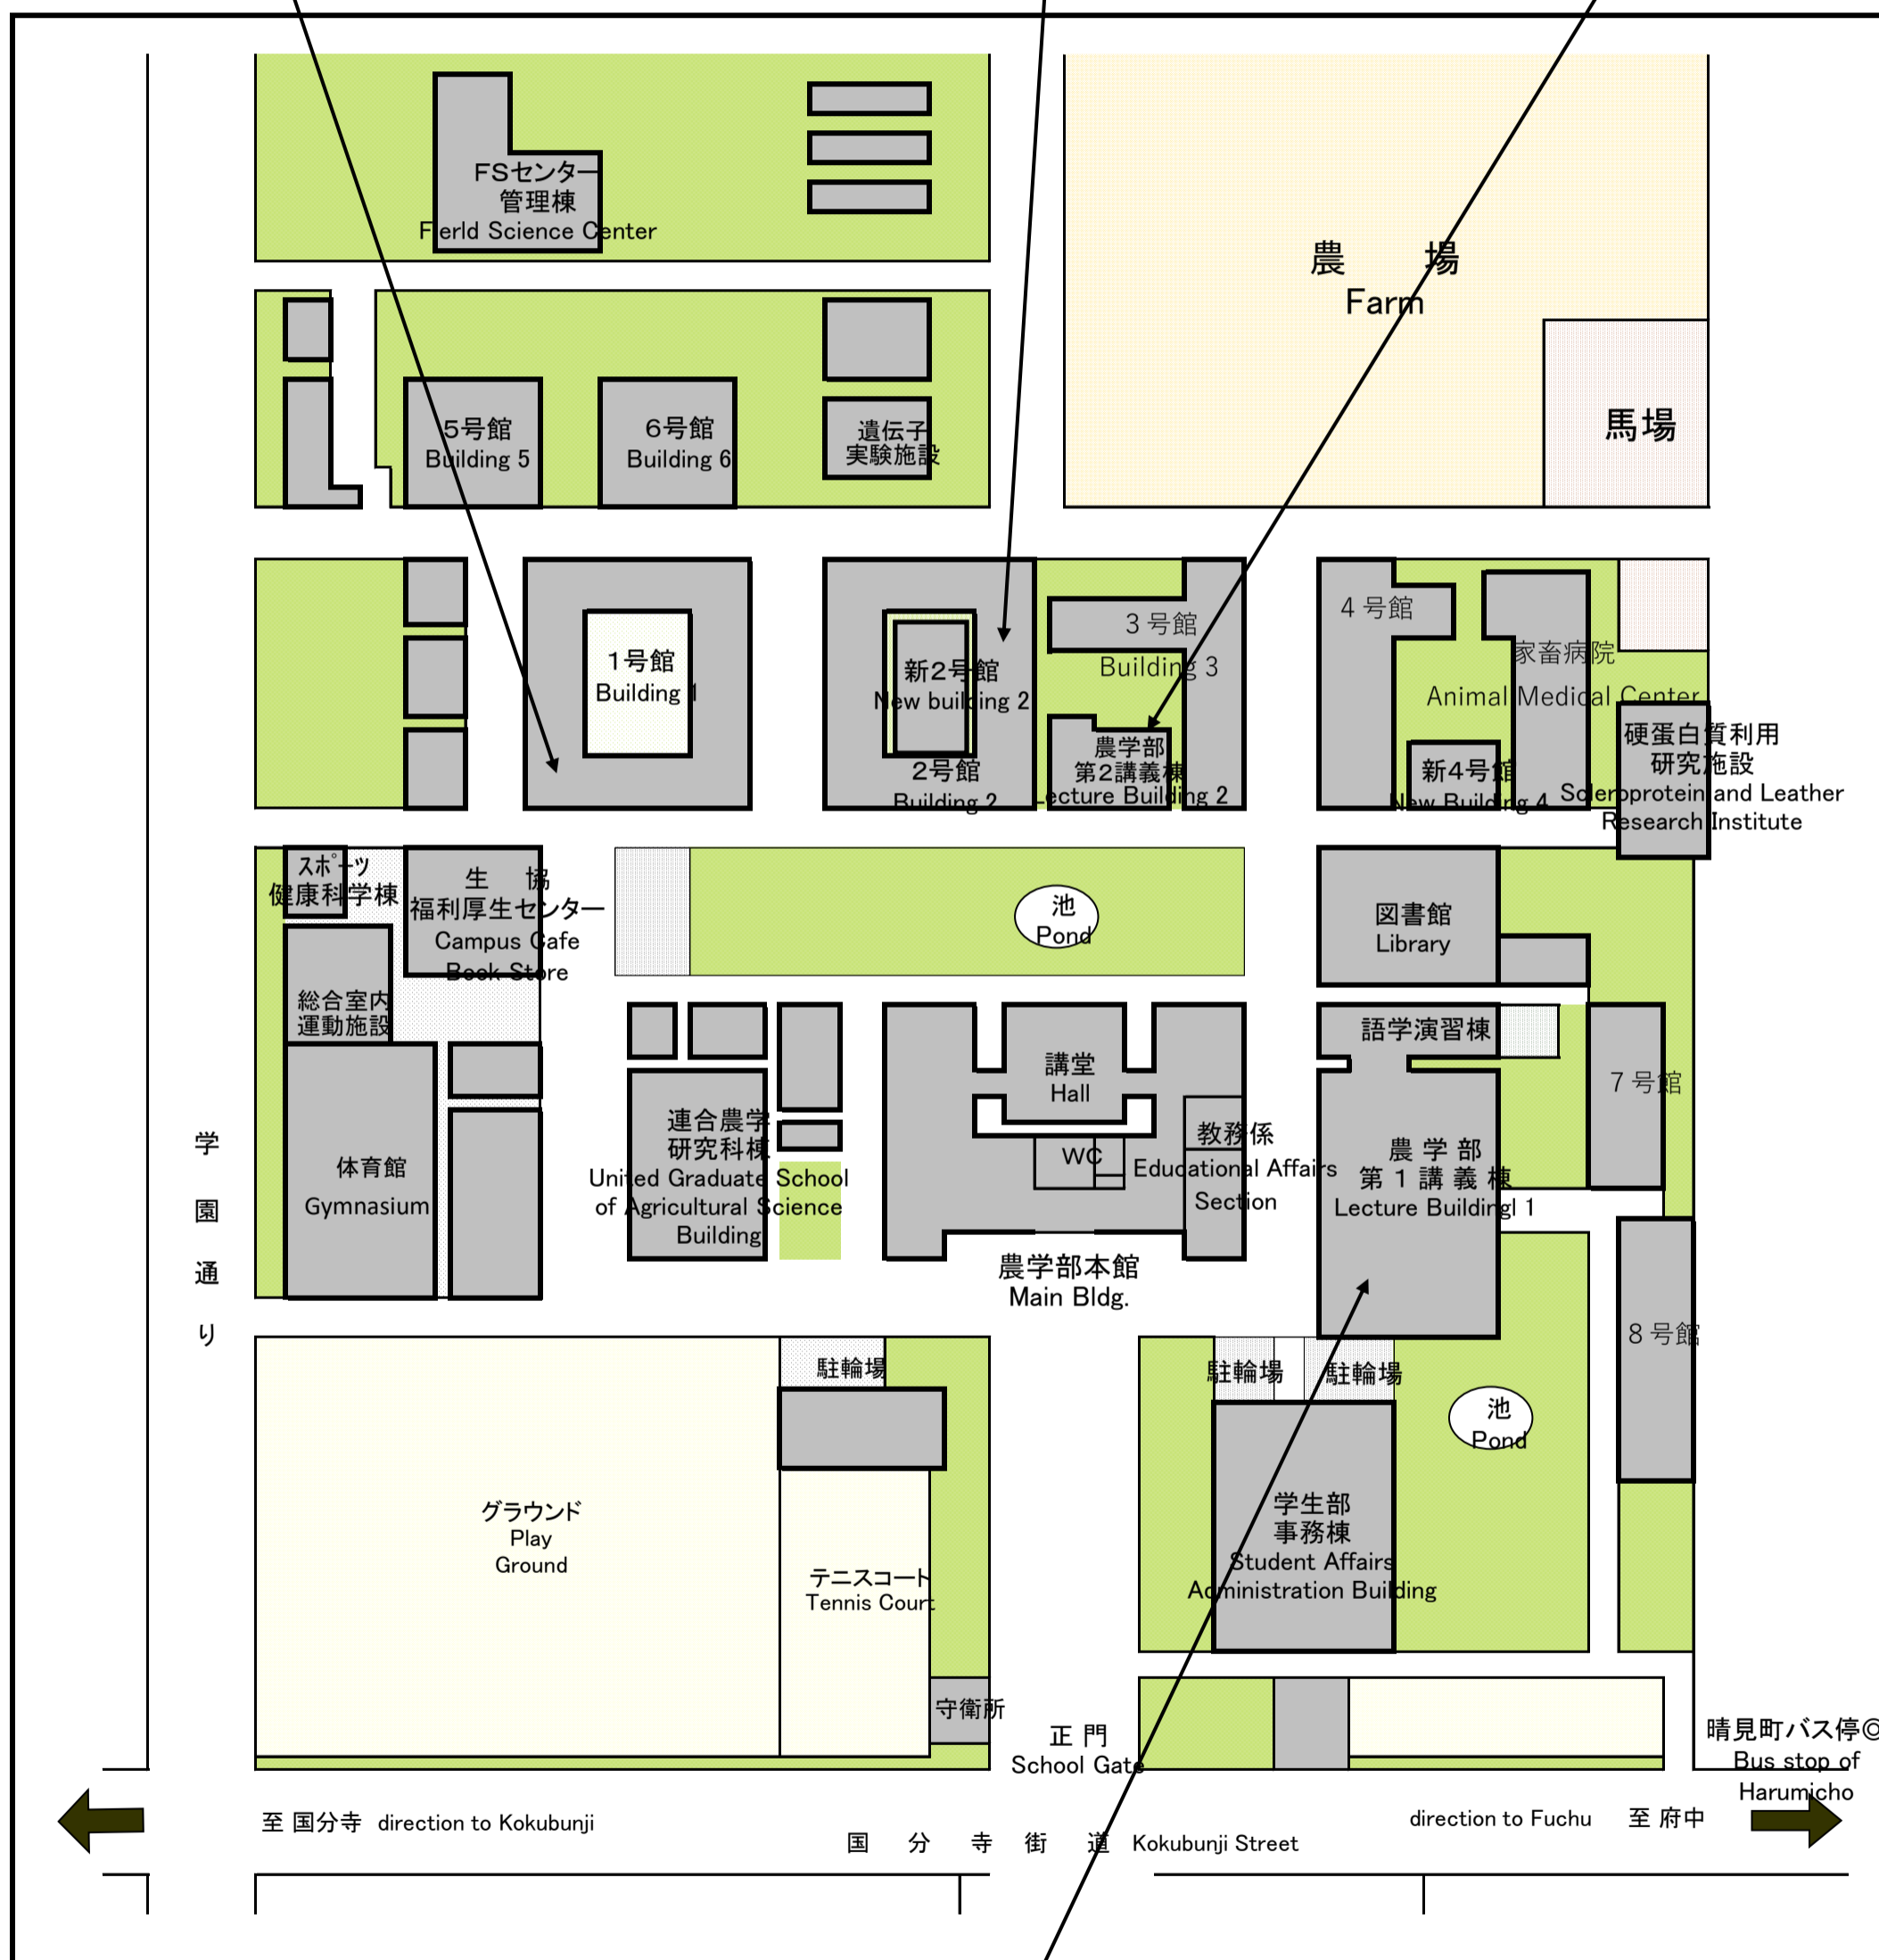 FSセンター
管理棟
Fierld Science Center
農　　場
Farm
馬場
5号館
Building 5
6号館
Building 6
遺伝子
実験施設
1号館
Building 1
新2号館
New building 2
2号館
Building 2
3 号館
Building 3
農学部
第2講義棟
Lecture Building 2
4 号館
家畜病院
Animal Medical Center
新4号館
New Building 4
硬蛋白質利用
研究施設
Scleroprotein and Leather
Research Institute
スポーツ
健康科学棟
生　協
福利厚生センター
Campus Cafe
Book Store
総合室内
運動施設
池
Pond
図書館
Library
語学演習棟
7 号館
講堂
Hall
WC
教務係
Educational Affairs
Section
連合農学
研究科棟
United Graduate School
of Agricultural Science
Building
体育館
Gymnasium
学園通り
農 学 部
第 1 講 義 棟
Lecture Buildingl 1
農学部本館
Main Bldg.
8 号館
駐輪場
駐輪場
駐輪場
池
Pond
グラウンド
Play
Ground
テニスコート
Tennis Court
学生部
事務棟
Student Affairs
Administration Building
守衛所
正 門
School Gate
晴見町バス停◎
Bus stop of
Harumicho
至 国分寺 direction to Kokubunji
direction to Fuchu 至 府中
国 分 寺 街 道 Kokubunji Street